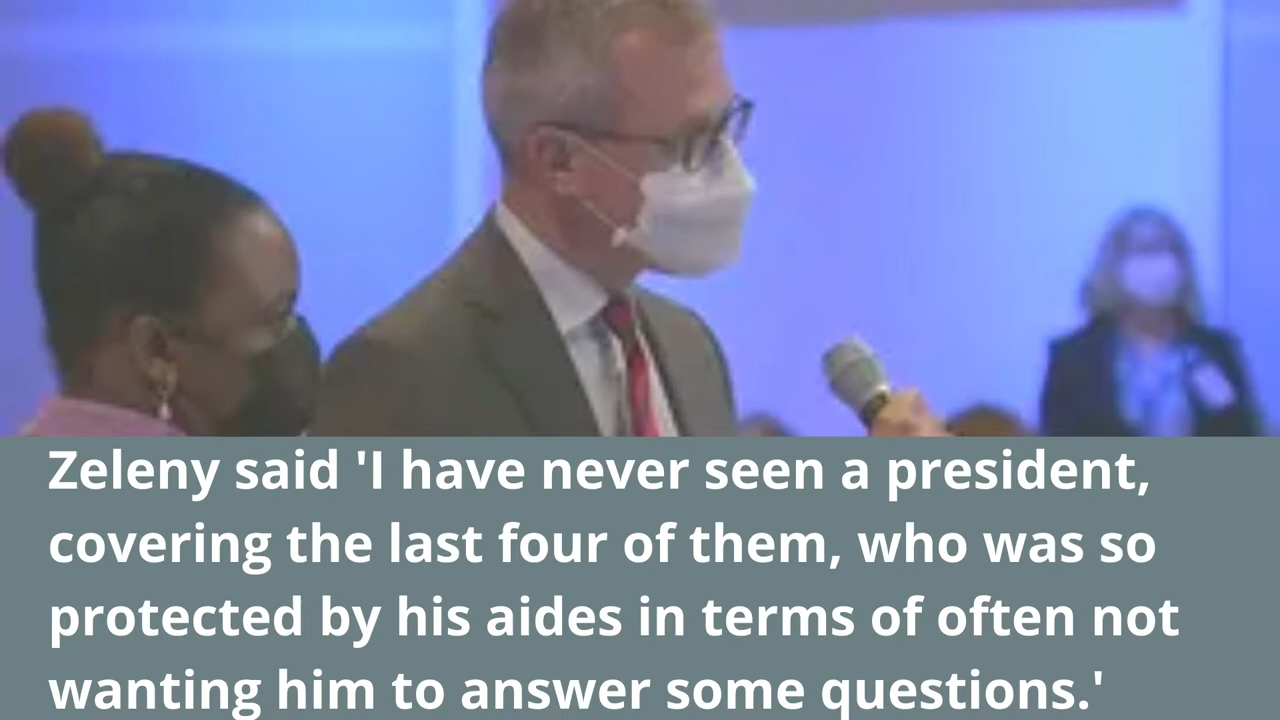 Zeleny said 'I have never seen a president,
covering the last four of them, who was so
protected by his aides in terms of often not
wanting him to answer some questions.'